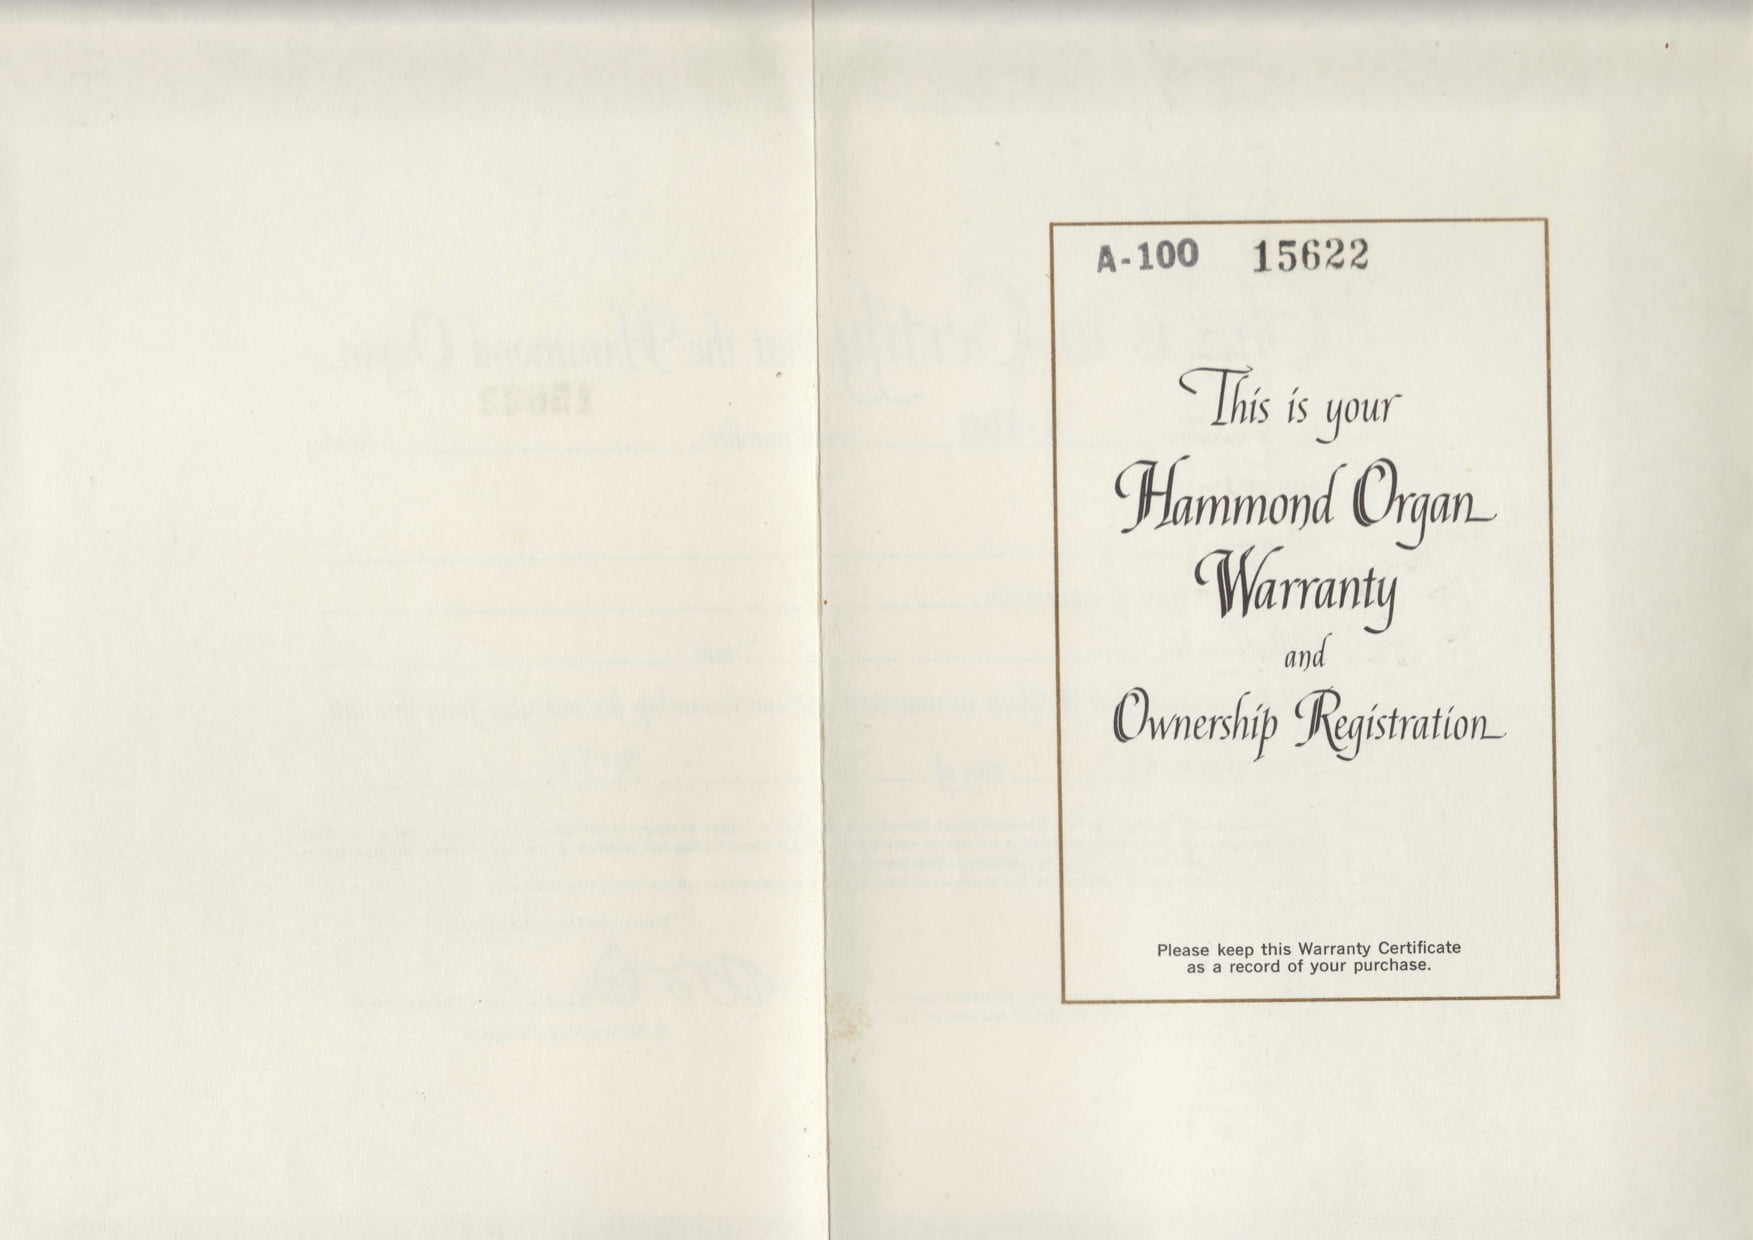 A-100 15622
This is your
Hammond Organ
Warranty
and
Ownership Registration
Please keep this Warranty Certificate
as a record of your purchase.